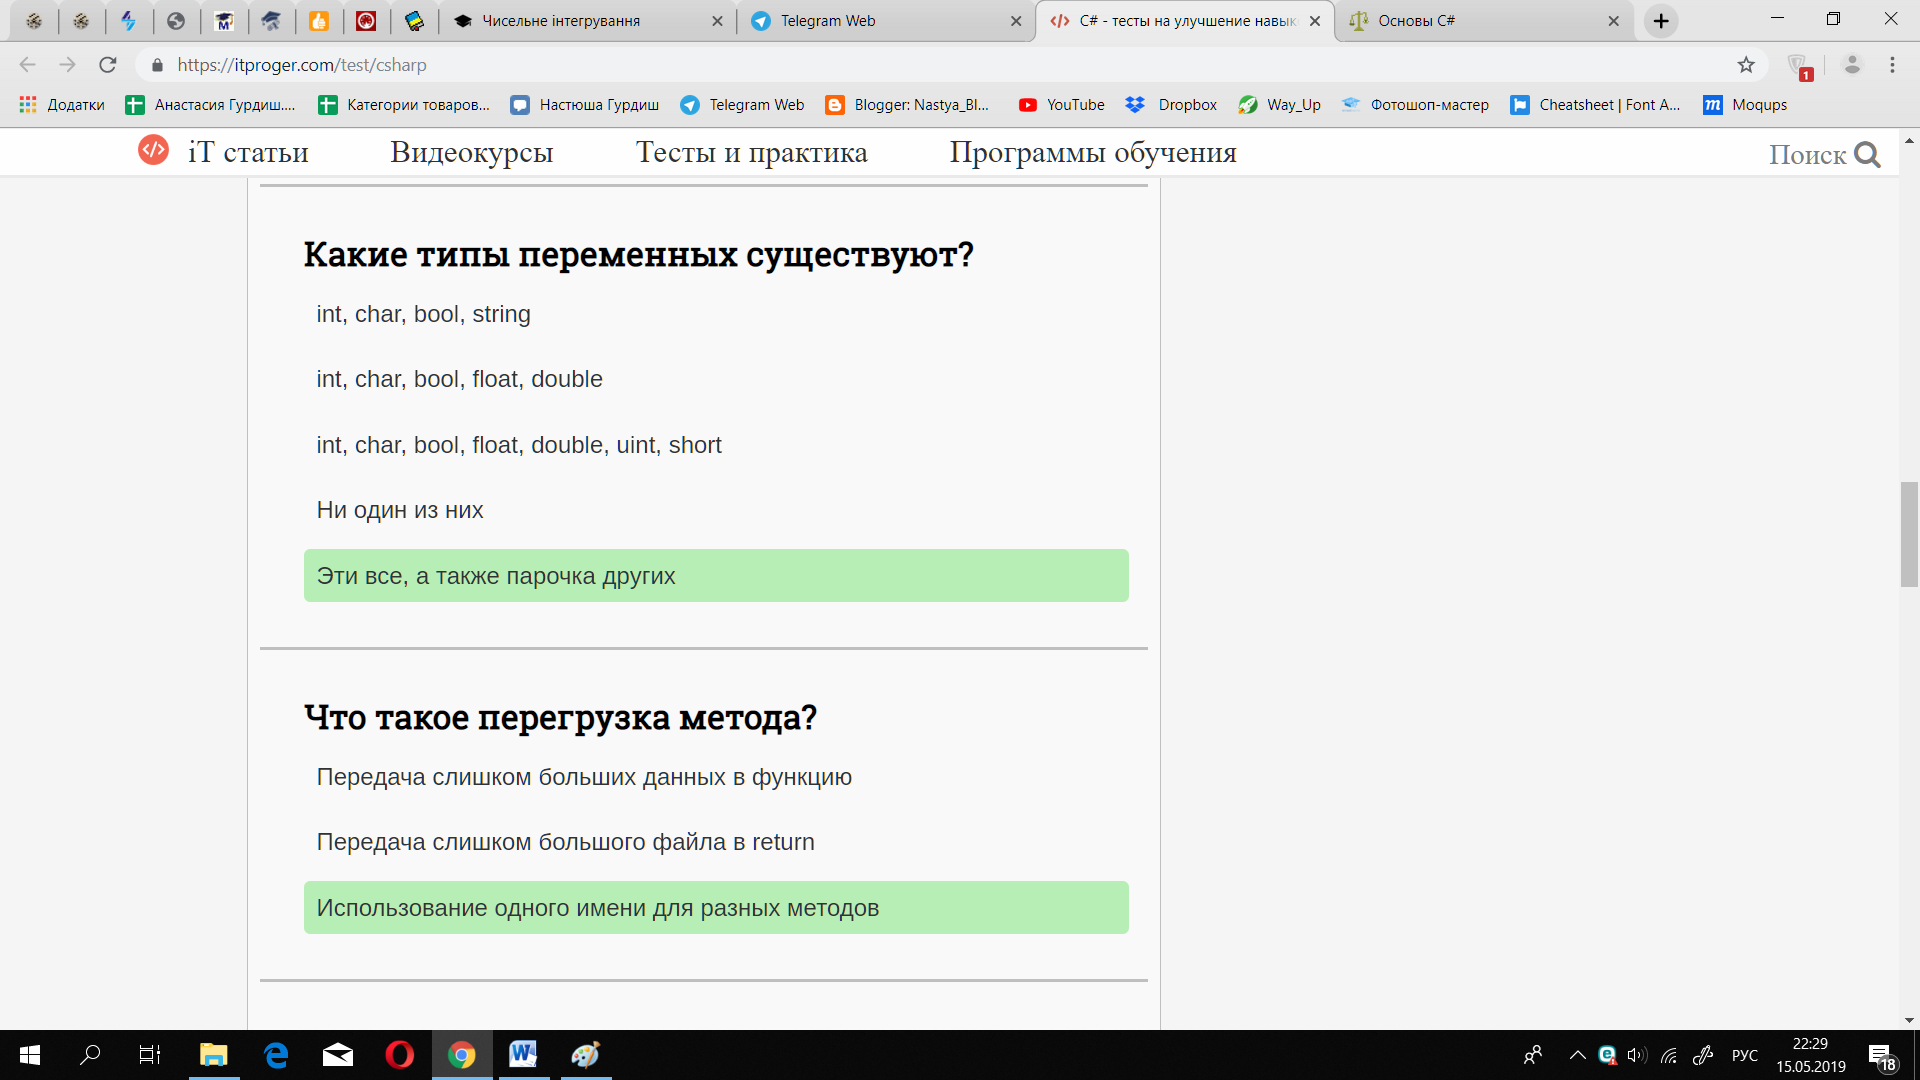 Чисельне інтегрування
Telegram Web
C# - тесты на улучшение навык
Основы C#
https://itproger.com/test/csharp
1
Додатки
Анастасия Гурдиш....
Категории товаров...
Настюша Гурдиш
Telegram Web
Blogger: Nastya_Bl...
YouTube
Dropbox
Way_Up
Фотошоп-мастер
Cheatsheet | Font A...
Moqups
iT статьи
Видеокурсы
Тесты и практика
Программы обучения
Поиск
Какие типы переменных существуют?
int, char, bool, string
int, char, bool, float, double
int, char, bool, float, double, uint, short
Ни один из них
Эти все, а также парочка других
Что такое перегрузка метода?
Передача слишком больших данных в функцию
Передача слишком большого файла в return
Использование одного имени для разных методов
РУС
22:29
15.05.2019
18